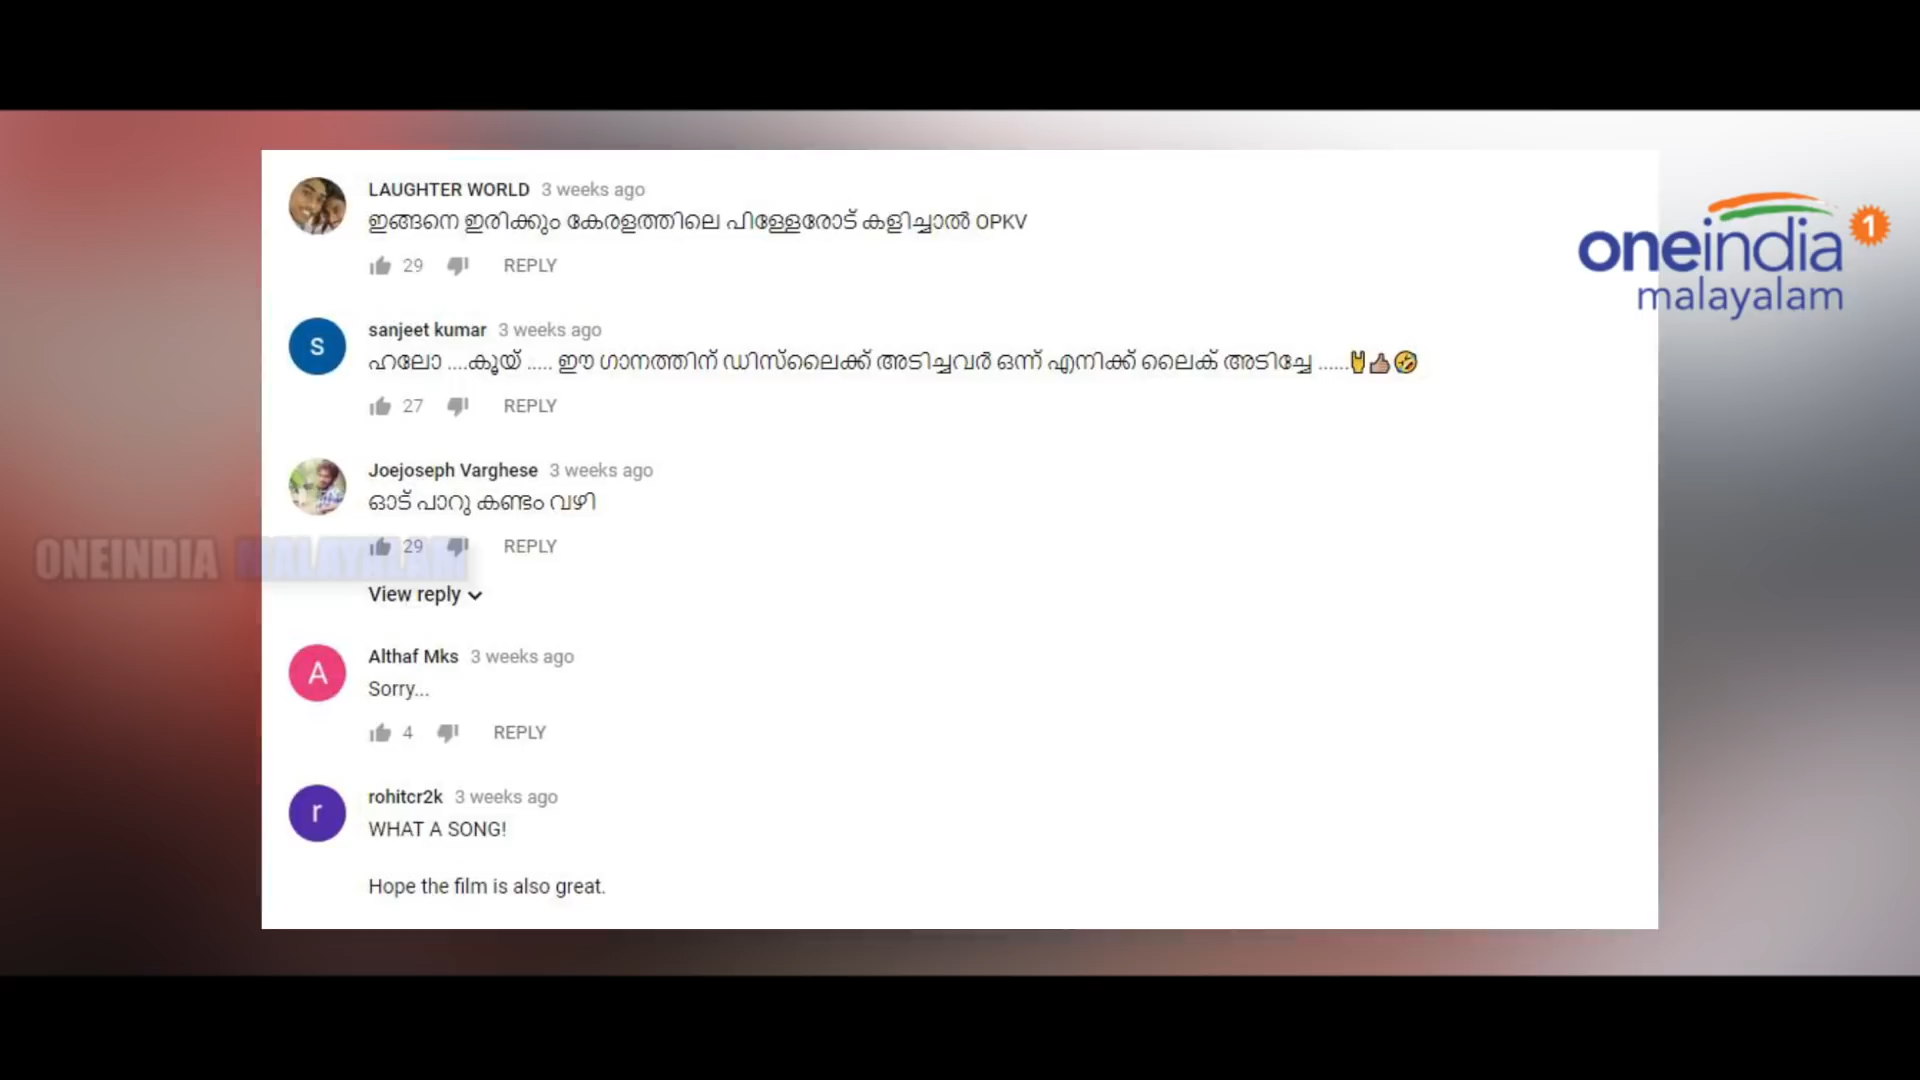 LAUGHTER WORLD 3 weeks ago
ഇങ്ങനെ ഇരിക്കും കേരളത്തിലെ പിള്ളേരോട് കളിച്ചാൽ OPKV
29 REPLY
oneindia 1
malayalam
sanjeet kumar 3 weeks ago
ഹലോ ....കൂയ് ..... ഈ ഗാനത്തിന് ഡിസ്‌ലൈക്ക് അടിച്ചവർ ഒന്ന് എനിക്ക് ലൈക് അടിച്ചേ ......🤘👍🤣
27 REPLY
Joejoseph Varghese 3 weeks ago
ഓട് പാറു കണ്ടം വഴി
29 REPLY
ONEINDIA MALAYALAM
View reply
A
Althaf Mks 3 weeks ago
Sorry...
4 REPLY
r
rohitcr2k 3 weeks ago
WHAT A SONG!
Hope the film is also great.
S